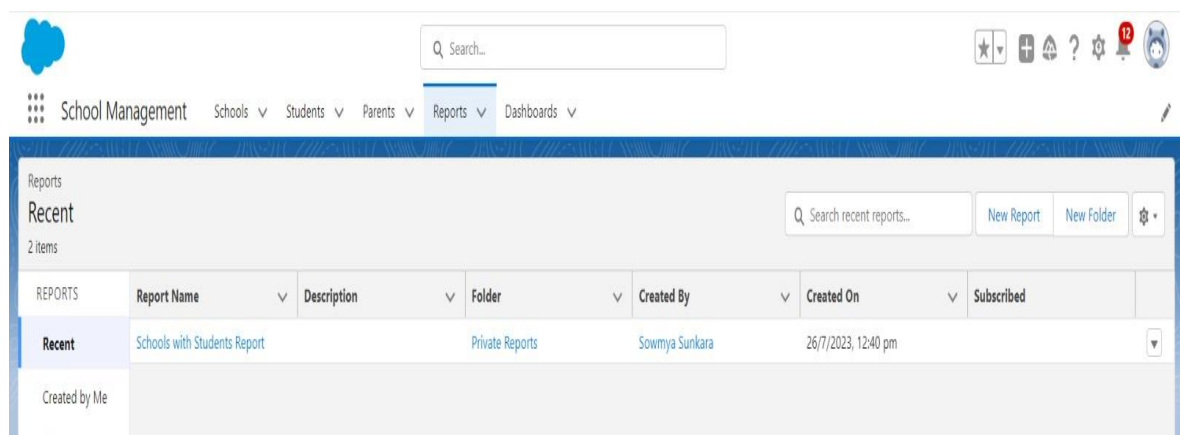 Search...
12
School Management Schools Students Parents Reports Dashboards
Reports
Recent
2 items
Search recent reports... New Report New Folder
REPORTS Report Name Description Folder Created By Created On Subscribed
Recent Schools with Students Report Private Reports Sowmya Sunkara 26/7/2023, 12:40 pm
Created by Me